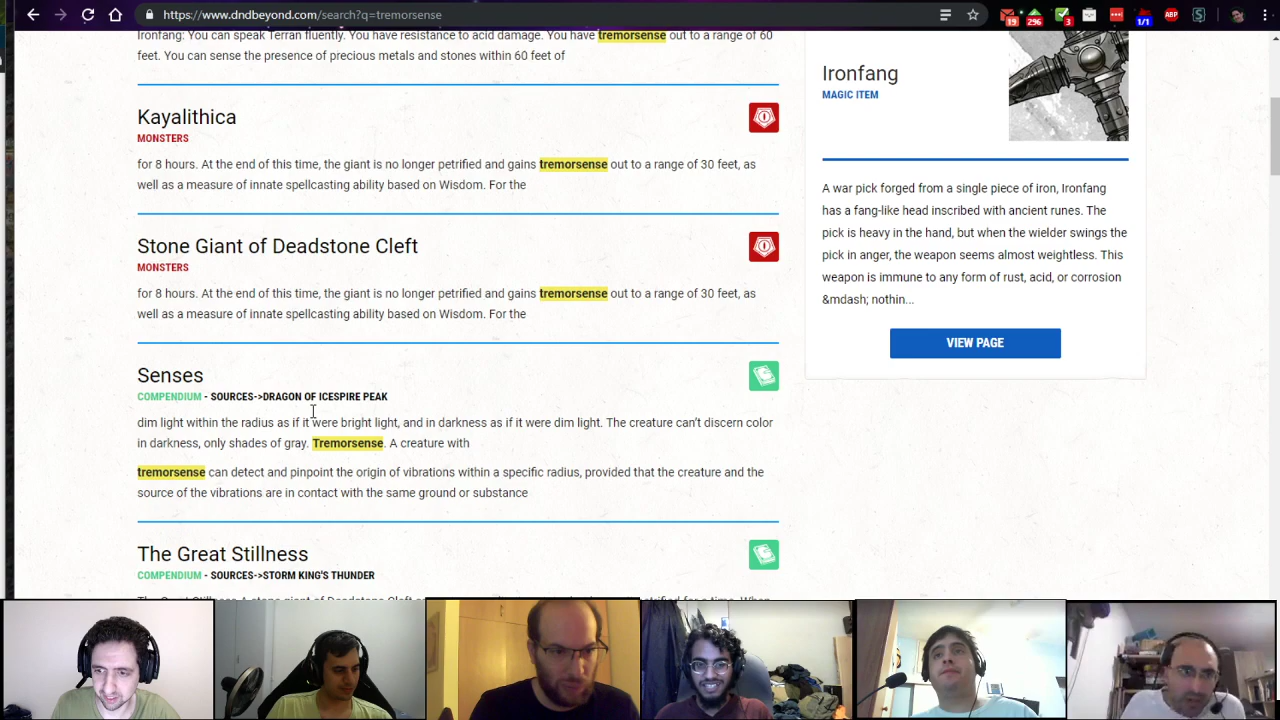 https://www.dndbeyond.com/search?q=tremorsense
19
296
3
1/1
ABP
Ironfang: You can speak Terran fluently. You have resistance to acid damage. You have tremorsense out to a range of 60
feet. You can sense the presence of precious metals and stones within 60 feet of
Kayalithica
MONSTERS
for 8 hours. At the end of this time, the giant is no longer petrified and gains tremorsense out to a range of 30 feet, as
well as a measure of innate spellcasting ability based on Wisdom. For the
Stone Giant of Deadstone Cleft
MONSTERS
for 8 hours. At the end of this time, the giant is no longer petrified and gains tremorsense out to a range of 30 feet, as
well as a measure of innate spellcasting ability based on Wisdom. For the
Senses
COMPENDIUM - SOURCES->DRAGON OF ICESPIRE PEAK
dim light within the radius as if it were bright light, and in darkness as if it were dim light. The creature can't discern color
in darkness, only shades of gray. Tremorsense. A creature with
tremorsense can detect and pinpoint the origin of vibrations within a specific radius, provided that the creature and the
source of the vibrations are in contact with the same ground or substance
The Great Stillness
COMPENDIUM - SOURCES->STORM KING'S THUNDER
Ironfang
MAGIC ITEM
A war pick forged from a single piece of iron, Ironfang
has a fang-like head inscribed with ancient runes. The
pick is heavy in the hand, but when the wielder swings the
pick in anger, the weapon seems almost weightless. This
weapon is immune to any form of rust, acid, or corrosion
&mdash; nothin...
VIEW PAGE